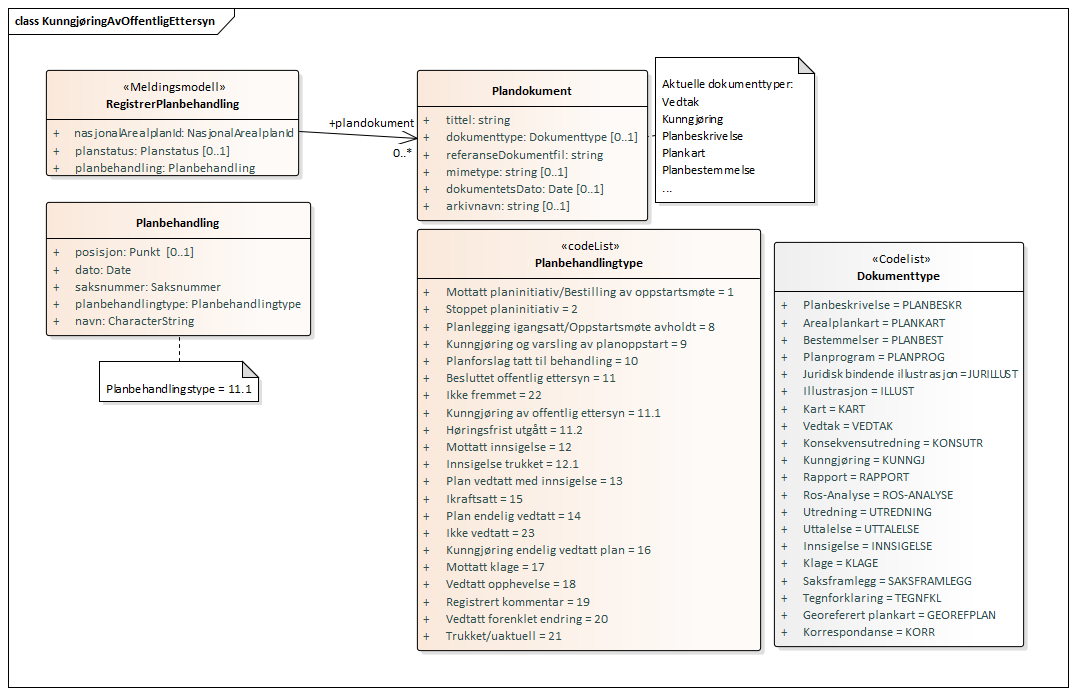 class KunngjøringAvOffentligEttersyn
«Meldingsmodell»
RegistrerPlanbehandling
+ nasjonalArealplanId: NasjonalArealplanId
+ planstatus: Planstatus [0..1]
+ planbehandling: Planbehandling
+plandokument
0..*
Plandokument
+ tittel: string
+ dokumenttype: Dokumenttype [0..1]
+ referanseDokumentfil: string
+ mimetype: string [0..1]
+ dokumentetsDato: Date [0..1]
+ arkivnavn: string [0..1]
Aktuelle dokumenttyper:
Vedtak
Kunngjøring
Planbeskrivelse
Plankart
Planbestemmelse
...
Planbehandling
+ posisjon: Punkt [0..1]
+ dato: Date
+ saksnummer: Saksnummer
+ planbehandlingtype: Planbehandlingtype
+ navn: CharacterString
Planbehandlingstype = 11.1
«codeList»
Planbehandlingtype
+ Mottatt planinitiativ/Bestilling av oppstartsmøte = 1
+ Stoppet planinitiativ = 2
+ Planlegging igangsatt/Oppstartsmøte avholdt = 8
+ Kunngjøring og varsling av planoppstart = 9
+ Planforslag tatt til behandling = 10
+ Besluttet offentlig ettersyn = 11
+ Ikke fremmet = 22
+ Kunngjøring av offentlig ettersyn = 11.1
+ Høringsfrist utgått = 11.2
+ Mottatt innsigelse = 12
+ Innsigelse trukket = 12.1
+ Plan vedtatt med innsigelse = 13
+ Ikraftsatt = 15
+ Plan endelig vedtatt = 14
+ Ikke vedtatt = 23
+ Kunngjøring endelig vedtatt plan = 16
+ Mottatt klage = 17
+ Vedtatt opphevelse = 18
+ Registrert kommentar = 19
+ Vedtatt forenklet endring = 20
+ Trukket/uaktuell = 21
«Codelist»
Dokumenttype
+ Planbeskrivelse = PLANBESKR
+ Arealplankart = PLANKART
+ Bestemmelser = PLANBEST
+ Planprogram = PLANPROG
+ Juridisk bindende illustrasjon = JURILLUST
+ Illustrasjon = ILLUST
+ Kart = KART
+ Vedtak = VEDTAK
+ Konsekvensutredning = KONSUTR
+ Kunngjøring = KUNNGJ
+ Rapport = RAPPORT
+ Ros-Analyse = ROS-ANALYSE
+ Utredning = UTREDNING
+ Uttalelse = UTTALELSE
+ Innsigelse = INNSIGELSE
+ Klage = KLAGE
+ Saksframlegg = SAKSFRAMLEGG
+ Tegnforklaring = TEGNFKL
+ Georefert plankart = GEOREFPLAN
+ Korrespondanse = KORR